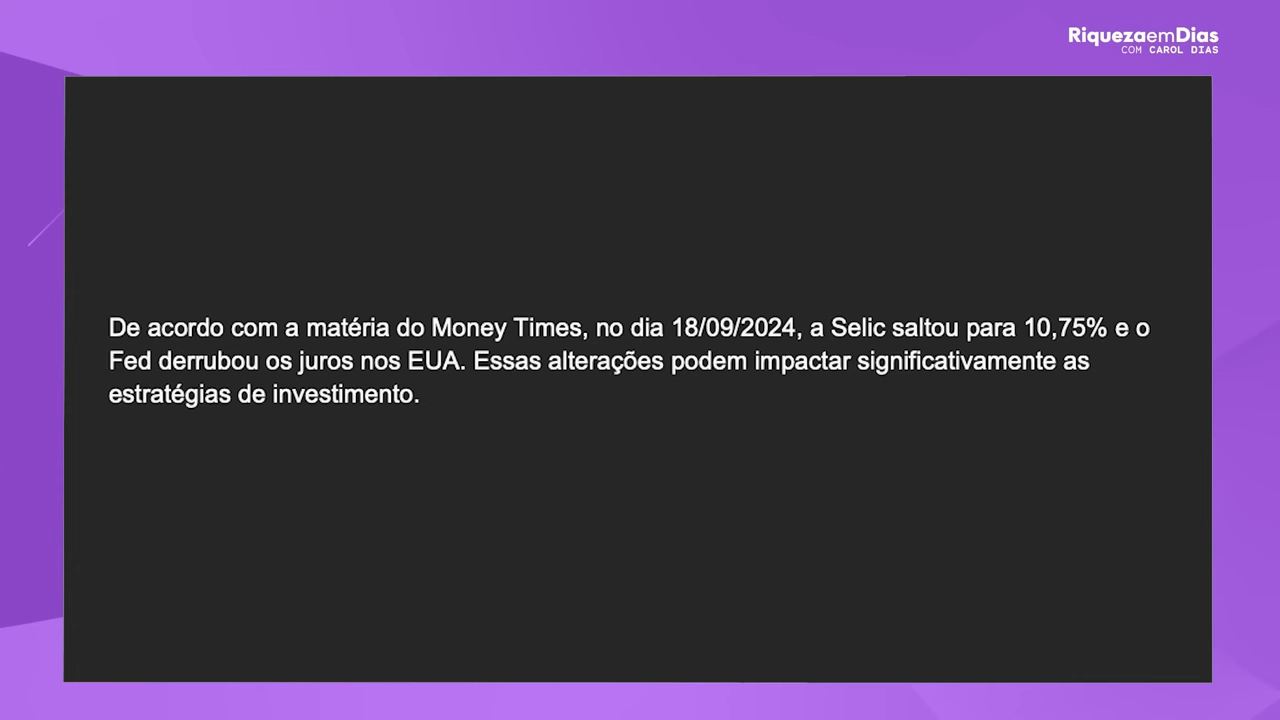 RiquezaemDias
COM CAROL DIAS
De acordo com a matéria do Money Times, no dia 18/09/2024, a Selic saltou para 10,75% e o
Fed derrubou os juros nos EUA. Essas alterações podem impactar significativamente as
estratégias de investimento.